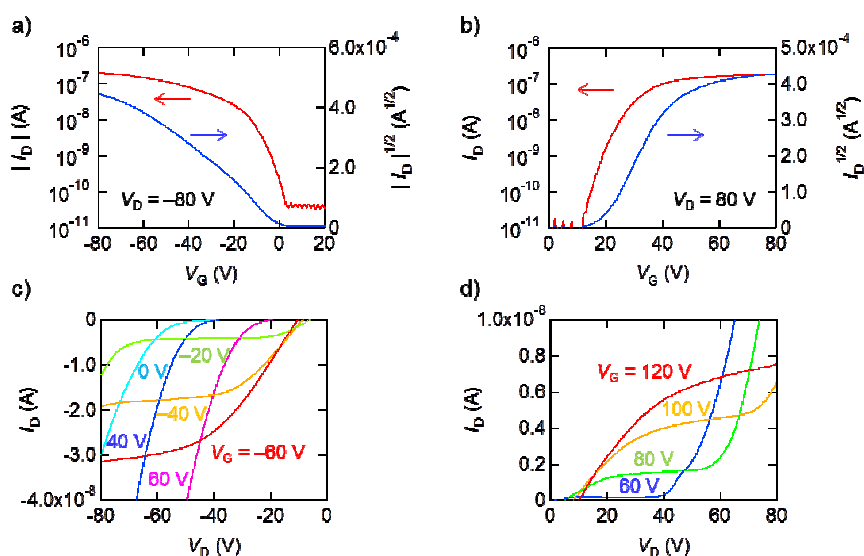 a)
10⁻⁶
10⁻⁷
10⁻⁸
10⁻⁹
10⁻¹⁰
10⁻¹¹
| I_D | (A)
6.0x10⁻⁴
4.0
2.0
0
| I_D |^1/2 (A^1/2)
V_D = –80 V
-80 -60 -40 -20 0 20
V_G (V)
b)
10⁻⁶
10⁻⁷
10⁻⁸
10⁻⁹
10⁻¹⁰
10⁻¹¹
I_D (A)
5.0x10⁻⁴
4.0
3.0
2.0
1.0
0
I_D^1/2 (A^1/2)
V_D = 80 V
0 20 40 60 80
V_G (V)
c)
0
-1.0
-2.0
-3.0
-4.0x10⁻⁸
I_D (A)
–20 V
0 V
–40 V
40 V
V_G = –60 V
60 V
-80 -60 -40 -20 0
V_D (V)
d)
1.0x10⁻⁸
0.8
0.6
0.4
0.2
0
I_D (A)
V_G = 120 V
100 V
80 V
60 V
0 20 40 60 80
V_D (V)